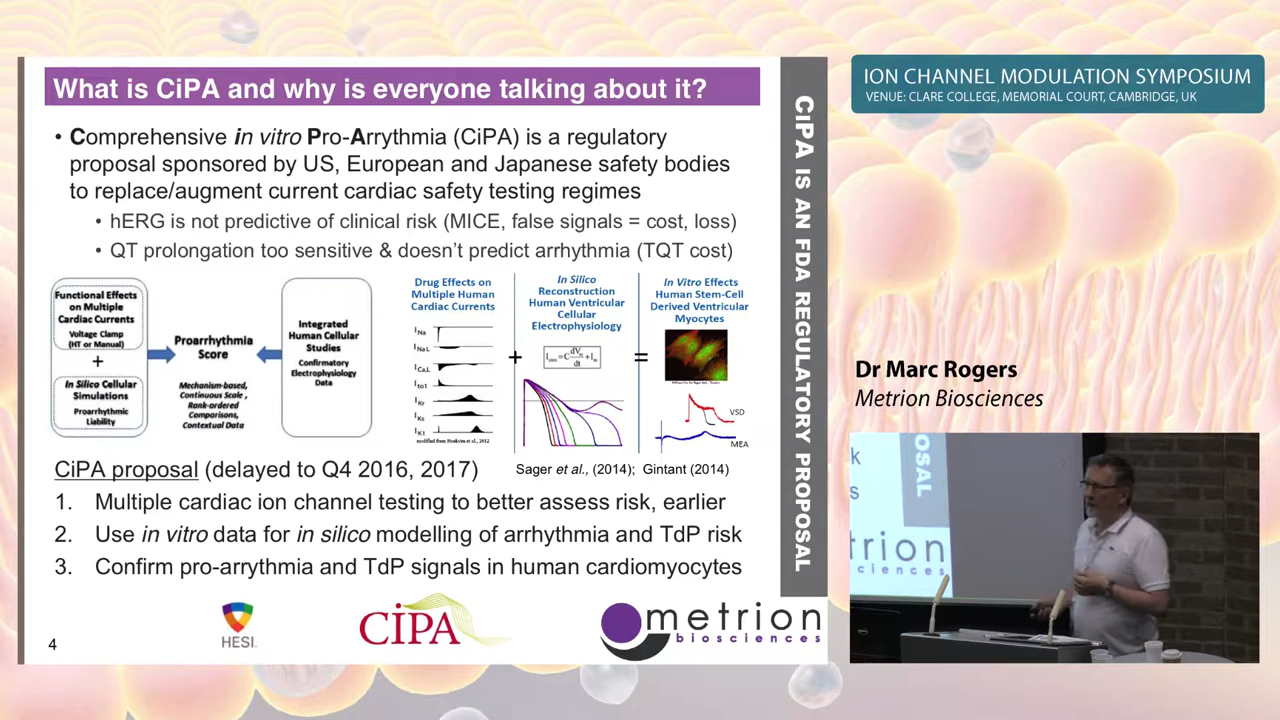 What is CiPA and why is everyone talking about it?
• Comprehensive in vitro Pro-Arrythmia (CiPA) is a regulatory
proposal sponsored by US, European and Japanese safety bodies
to replace/augment current cardiac safety testing regimes
• hERG is not predictive of clinical risk (MICE, false signals = cost, loss)
• QT prolongation too sensitive & doesn't predict arrhythmia (TQT cost)
Functional Effects
on Multiple
Cardiac Currents
Voltage Clamp
(HT or Manual)
+
In Silico Cellular
Simulations
Proarrhythmic
Liability
Proarrhythmia
Score
Mechanism-based,
Continuous Scale,
Rank-ordered
Comparisons,
Contextual Data
Integrated
Human Cellular
Studies
Confirmatory
Electrophysiology
Data
Drug Effects on
Multiple Human
Cardiac Currents
INa
INaL
ICa,L
Ito1
IKr
IKs
IK1
+
In Silico
Reconstruction
Human Ventricular
Cellular
Electrophysiology
=
In Vitro Effects
Human Stem-Cell
Derived Ventricular
Myocytes
VSD
MEA
CiPA proposal (delayed to Q4 2016, 2017)
Sager et al., (2014); Gintant (2014)
1. Multiple cardiac ion channel testing to better assess risk, earlier
2. Use in vitro data for in silico modelling of arrhythmia and TdP risk
3. Confirm pro-arrythmia and TdP signals in human cardiomyocytes
4
HESI
CiPA
metrion
biosciences
CiPA IS AN FDA REGULATORY PROPOSAL
ION CHANNEL MODULATION SYMPOSIUM
VENUE: CLARE COLLEGE, MEMORIAL COURT, CAMBRIDGE, UK
Dr Marc Rogers
Metrion Biosciences
k
s
OSAL
trion
ciences